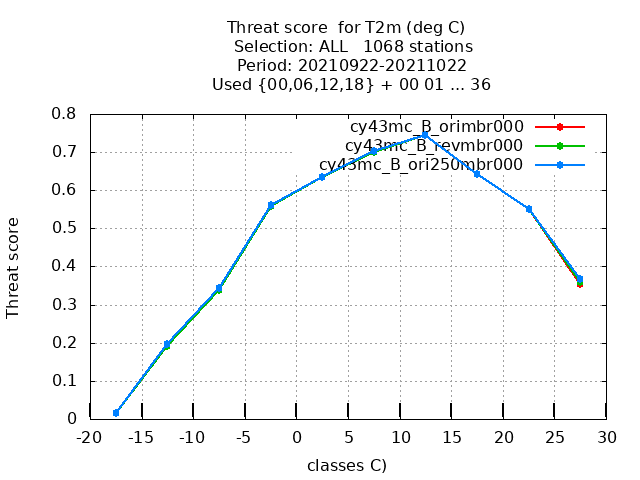 Threat score  for T2m (deg C)
Selection: ALL   1068 stations
Period: 20210922-20211022
Used {00,06,12,18} + 00 01 ... 36
cy43mc_B_orimbr000
cy43mc_B_revmbr000
cy43mc_B_ori250mbr000
Threat score
0.8
0.7
0.6
0.5
0.4
0.3
0.2
0.1
0
-20 -15 -10 -5 0 5 10 15 20 25 30
classes C)